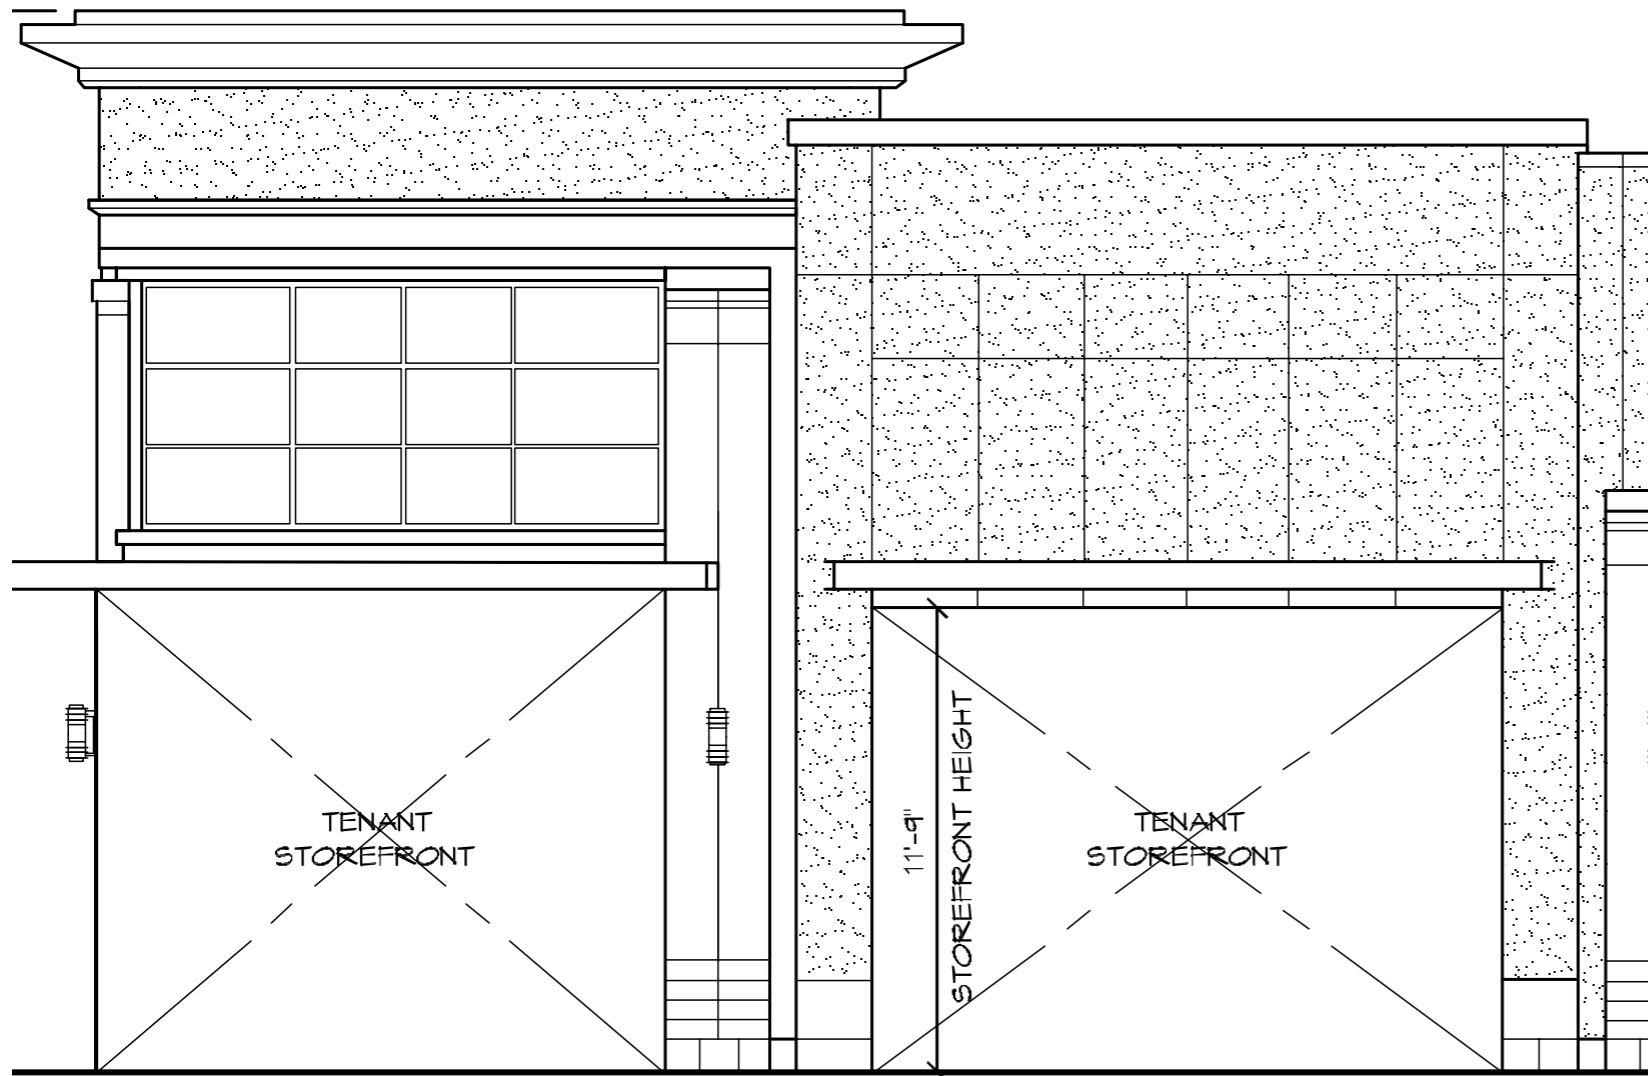 TENANT
STOREFRONT
11'-9"
STOREFRONT HEIGHT
TENANT
STOREFRONT